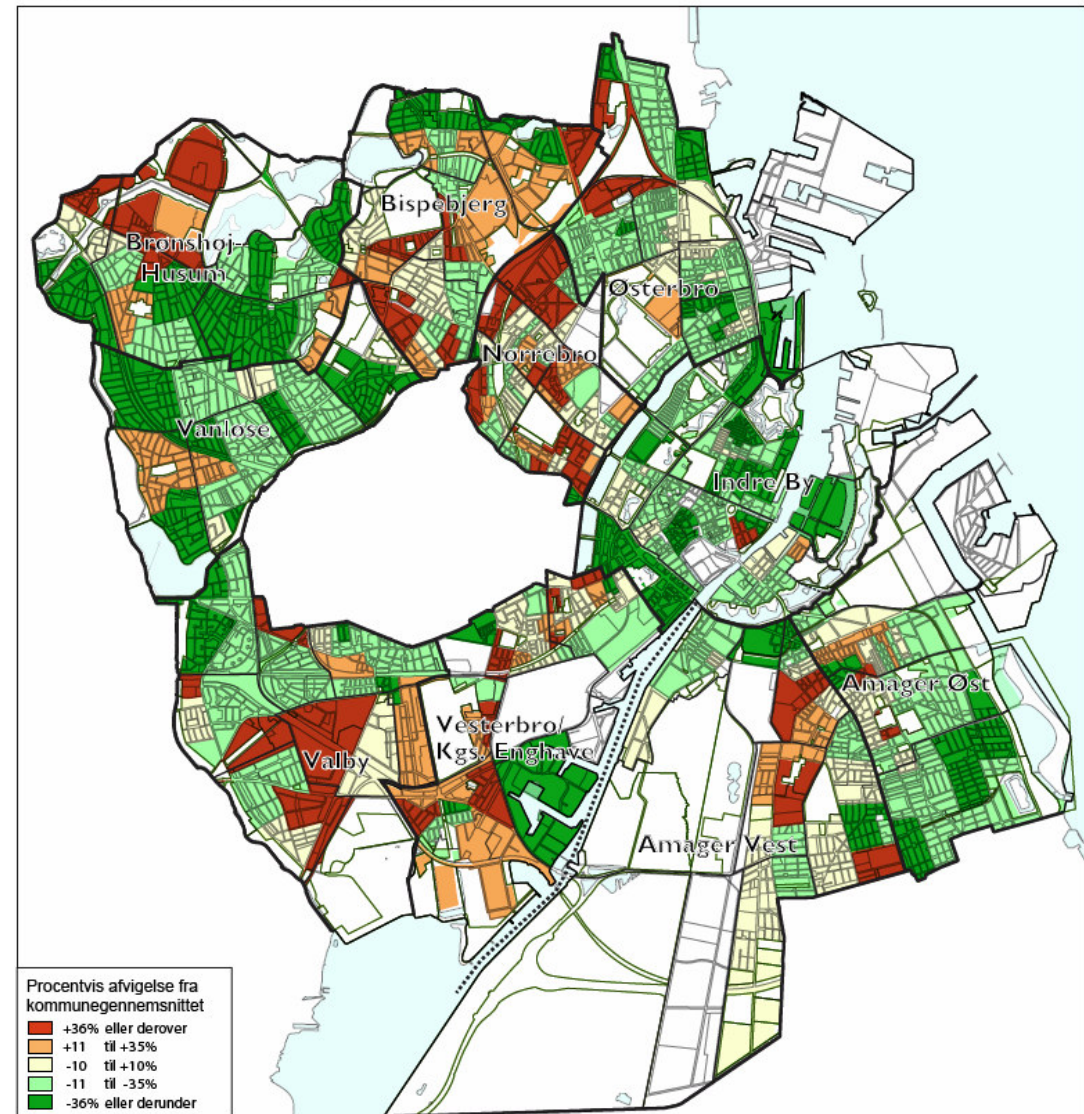 Bispebjerg
Brønshøj-
Husum
Østerbro
Nørrebro
Vanløse
Indre By
Amager Øst
Vesterbro/
Kgs. Enghave
Valby
Amager Vest
Procentvis afvigelse fra
kommunegennemsnittet
+36% eller derover
+11 til +35%
-10 til +10%
-11 til -35%
-36% eller derunder